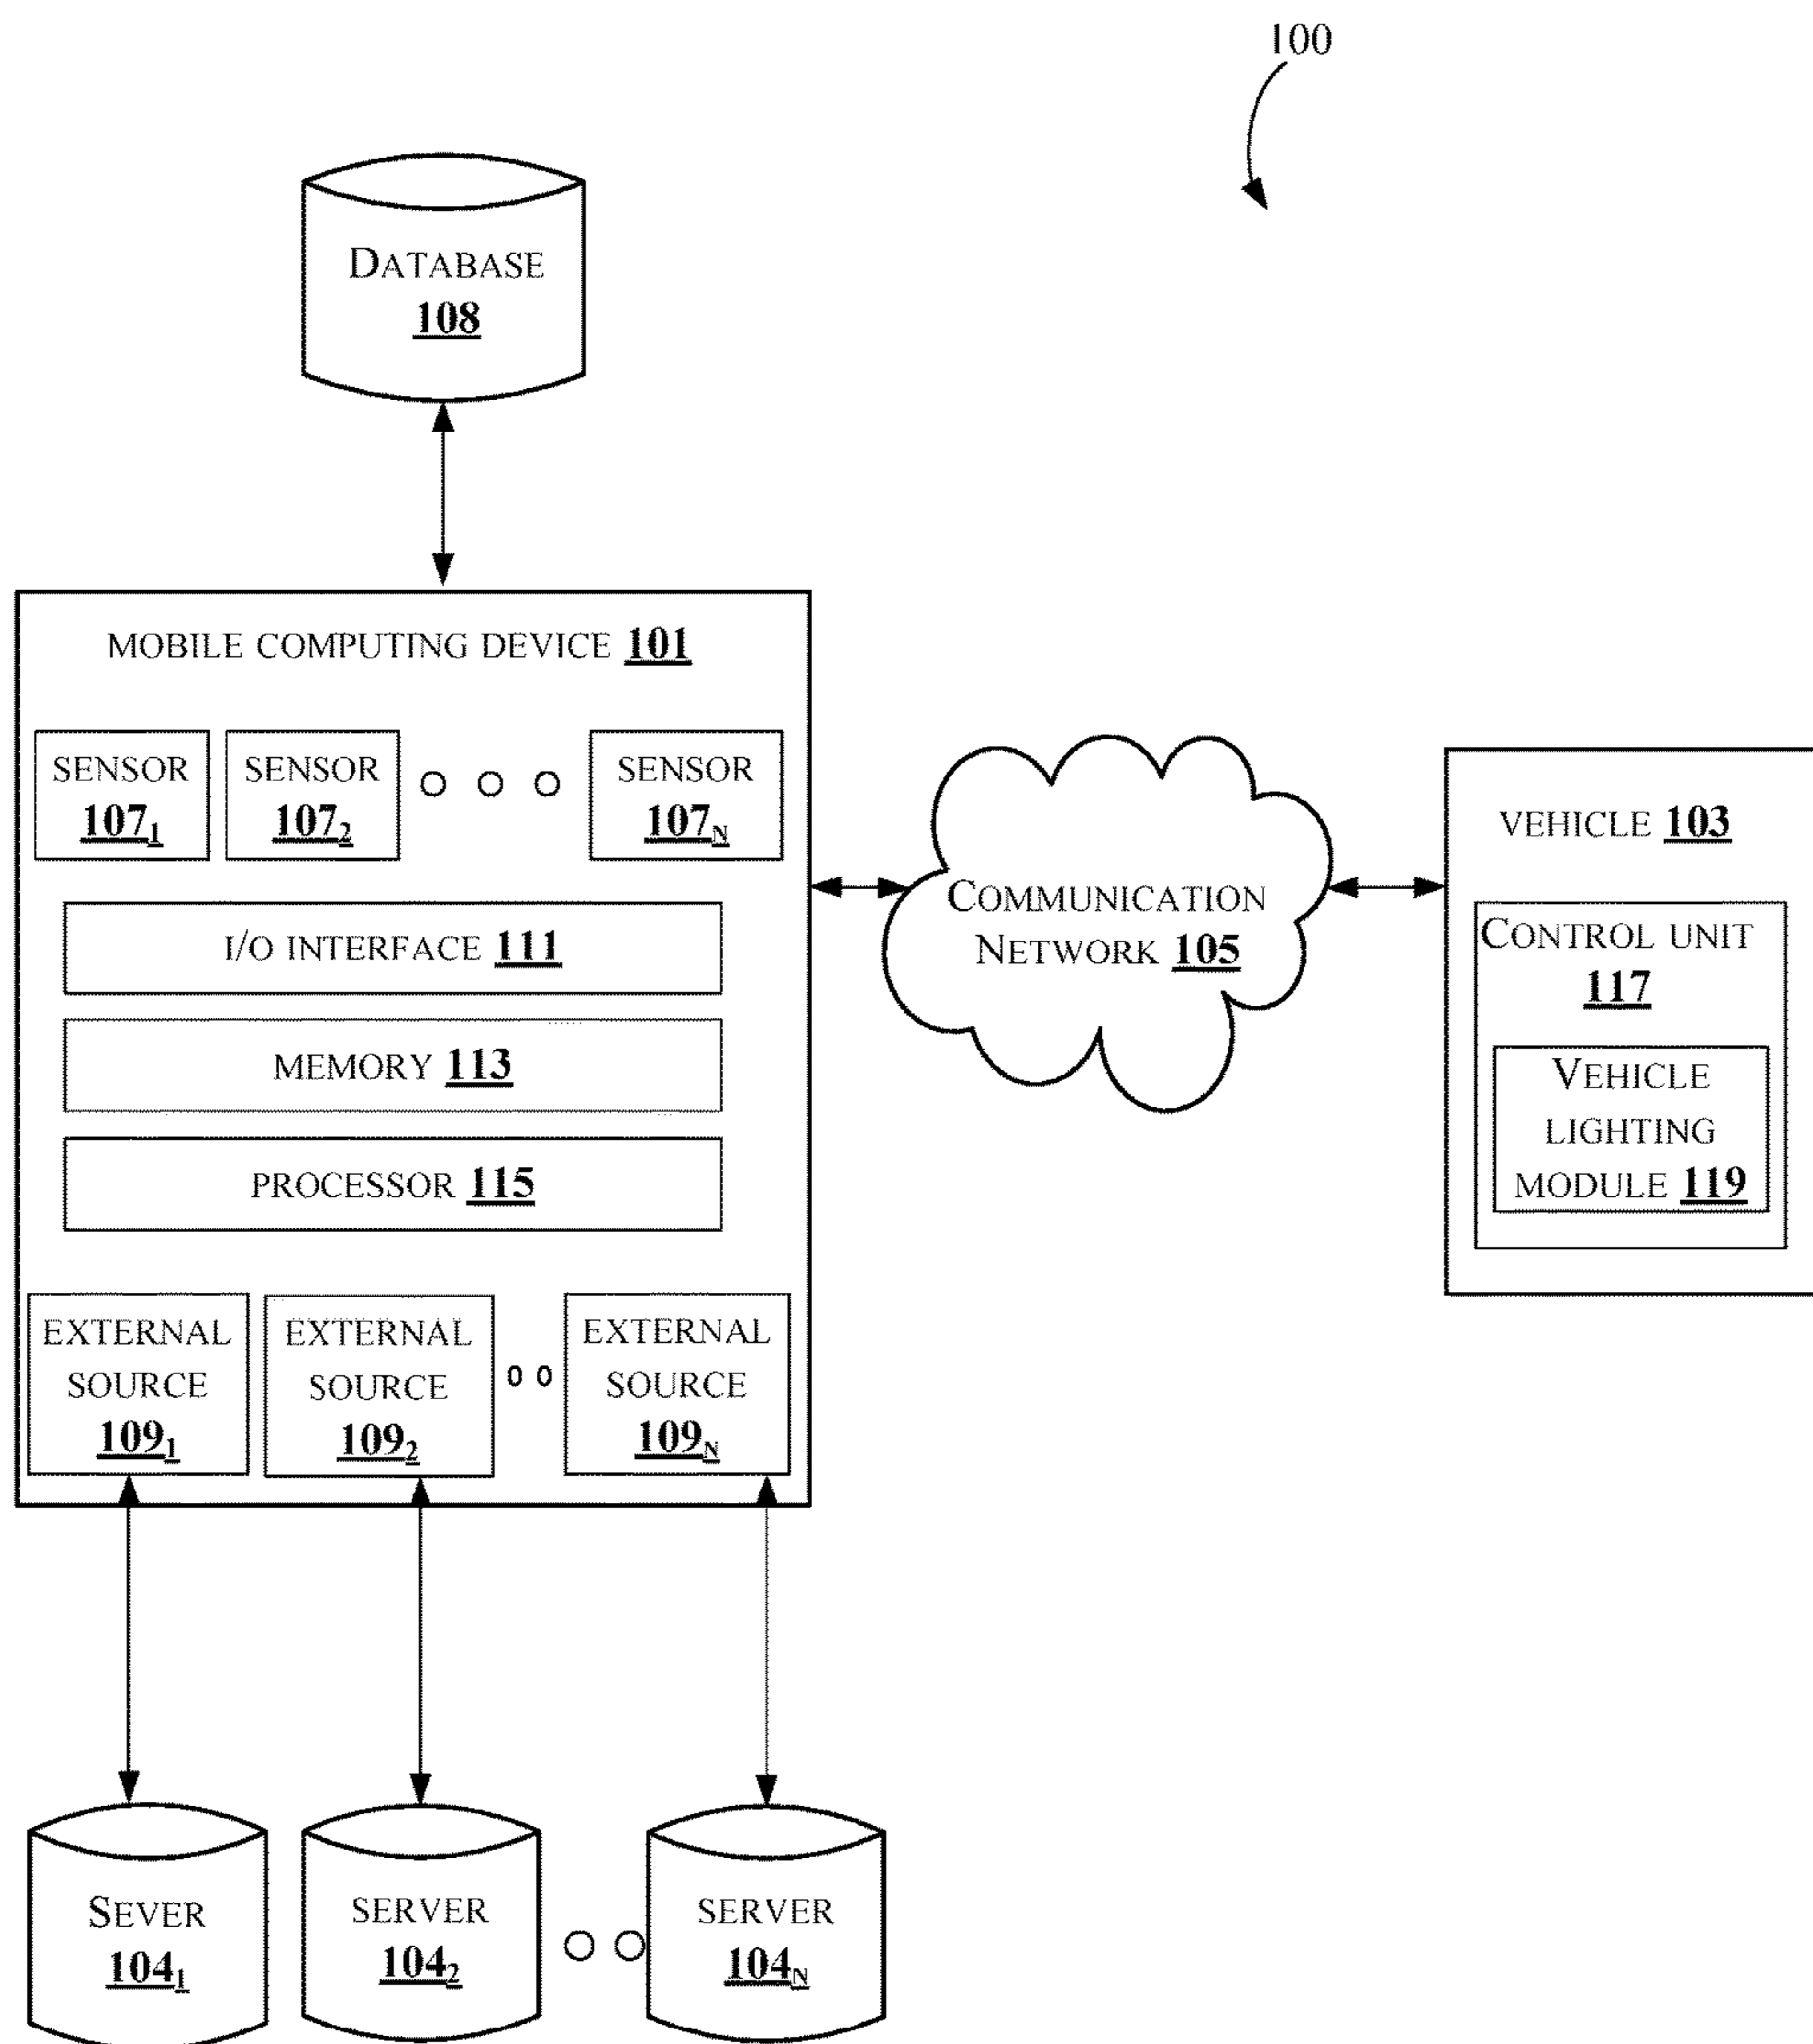 100
DATABASE
108
MOBILE COMPUTING DEVICE 101
SENSOR
107₁
SENSOR
107₂
SENSOR
107N
I/O INTERFACE 111
MEMORY 113
PROCESSOR 115
EXTERNAL
SOURCE
109₁
EXTERNAL
SOURCE
109₂
EXTERNAL
SOURCE
109N
COMMUNICATION
NETWORK 105
VEHICLE 103
CONTROL UNIT
117
VEHICLE
LIGHTING
MODULE 119
SEVER
104₁
SERVER
104₂
SERVER
104N